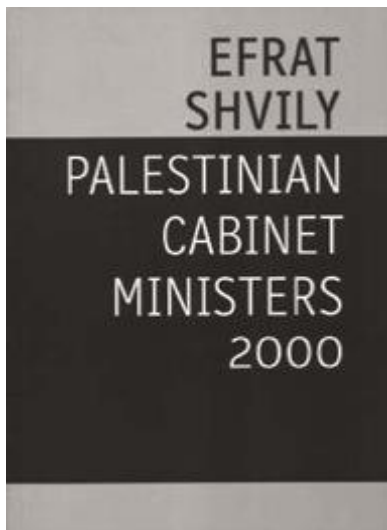 EFRAT
SHVILY
PALESTINIAN
CABINET
MINISTERS
2000